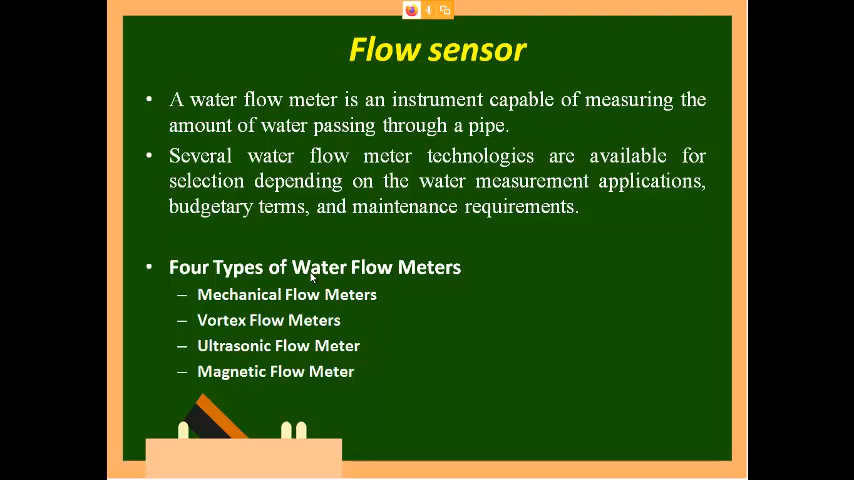 Flow sensor
• A water flow meter is an instrument capable of measuring the
amount of water passing through a pipe.
• Several water flow meter technologies are available for
selection depending on the water measurement applications,
budgetary terms, and maintenance requirements.
• Four Types of Water Flow Meters
– Mechanical Flow Meters
– Vortex Flow Meters
– Ultrasonic Flow Meter
– Magnetic Flow Meter